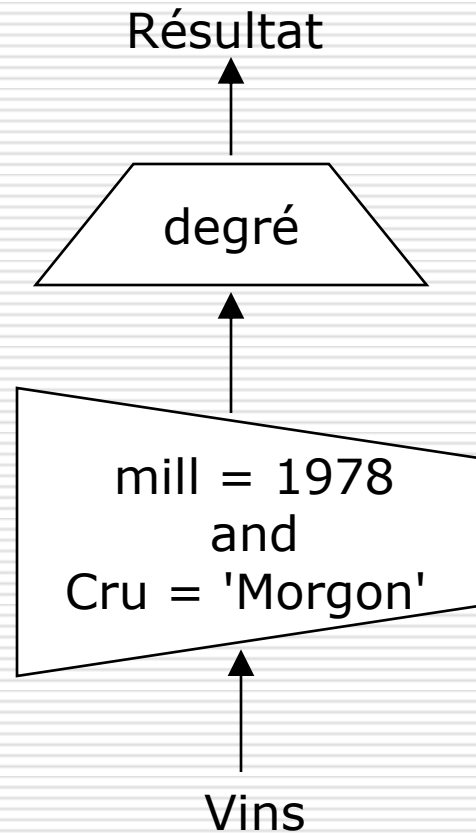 Résultat
degré
mill = 1978
and
Cru = 'Morgon'
Vins